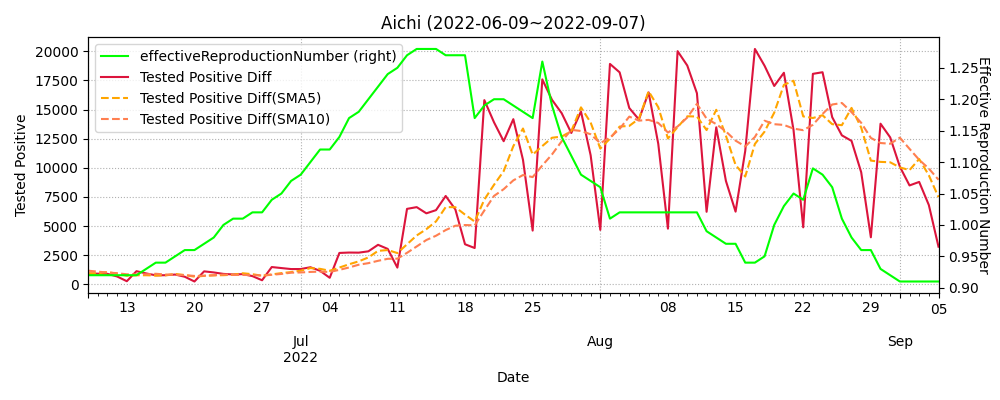 Aichi (2022-06-09~2022-09-07)
effectiveReproductionNumber (right)
Tested Positive Diff
Tested Positive Diff(SMA5)
Tested Positive Diff(SMA10)
Tested Positive
20000
17500
15000
12500
10000
7500
5000
2500
0
Effective Reproduction Number
1.25
1.20
1.15
1.10
1.05
1.00
0.95
0.90
13 20 27 04 11 18 25 08 15 22 29 05
Jul Aug Sep
2022
Date